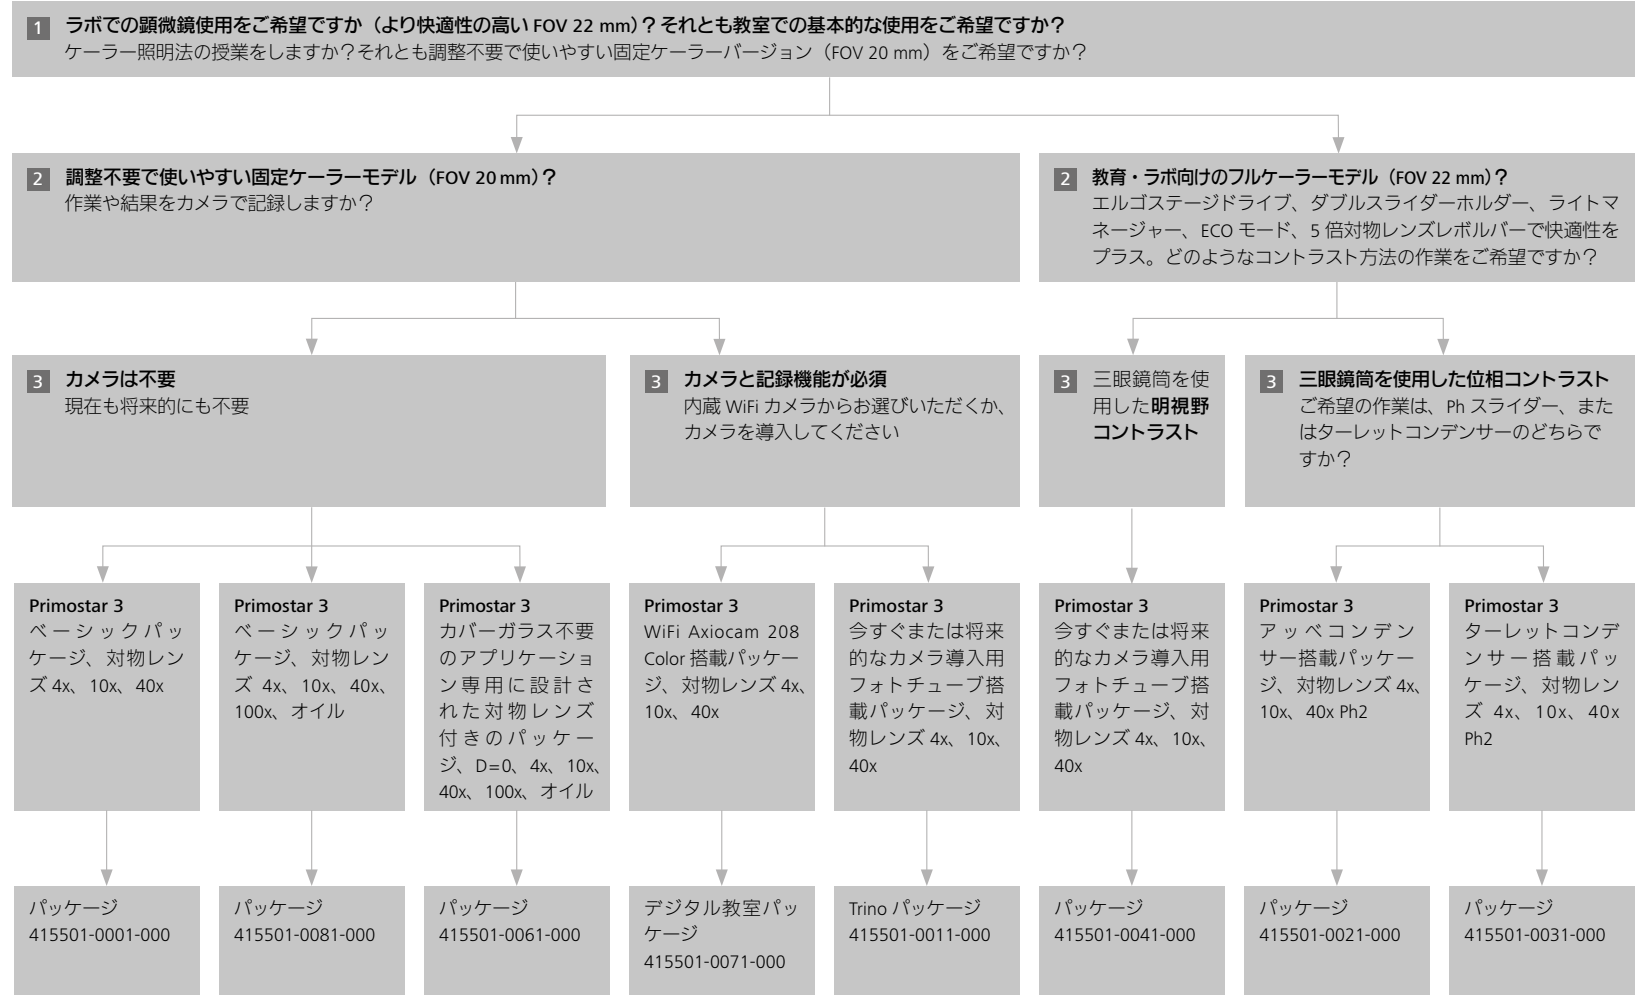 1 ラボでの顕微鏡使用をご希望ですか（より快適性の高い FOV 22 mm）？それとも教室での基本的な使用をご希望ですか？
ケーラー照明法の授業をしますか？それとも調整不要で使いやすい固定ケーラーバージョン（FOV 20 mm）をご希望ですか？
2 調整不要で使いやすい固定ケーラーモデル（FOV 20 mm）？
作業や結果をカメラで記録しますか？
2 教育・ラボ向けのフルケーラーモデル（FOV 22 mm）？
エルゴステージドライブ、ダブルスライダーホルダー、ライトマ
ネージャー、ECO モード、5 倍対物レンズレボルバーで快適性を
プラス。どのようなコントラスト方法の作業をご希望ですか？
3 カメラは不要
現在も将来的にも不要
3 カメラと記録機能が必須
内蔵 WiFi カメラからお選びいただくか、
カメラを導入してください
3 三眼鏡筒を使
用した明視野
コントラスト
3 三眼鏡筒を使用した位相コントラスト
ご希望の作業は、Ph スライダー、また
はターレットコンデンサーのどちらで
すか？
Primostar 3
ベーシックパッ
ケージ、対物レン
ズ 4x、10x、40x
Primostar 3
ベーシックパッ
ケージ、対物レン
ズ 4x、10x、40x、
100x、オイル
Primostar 3
カバーガラス不要
のアプリケーショ
ン専用に設計さ
れた対物レンズ
付きのパッケー
ジ、D=0、4x、10x、
40x、100x、オイル
Primostar 3
WiFi Axiocam 208
Color 搭載パッケー
ジ、対物レンズ 4x、
10x、40x
Primostar 3
今すぐまたは将来
的なカメラ導入用
フォトチューブ搭
載パッケージ、対
物レンズ 4x、10x、
40x
Primostar 3
今すぐまたは将来
的なカメラ導入用
フォトチューブ搭
載パッケージ、対
物レンズ 4x、10x、
40x
Primostar 3
アッベコンデン
サー搭載パッケー
ジ、対物レンズ 4x、
10x、40x Ph2
Primostar 3
ターレットコンデ
ンサー搭載パッ
ケージ、対物レン
ズ 4x、10x、40x
Ph2
パッケージ
415501-0001-000
パッケージ
415501-0081-000
パッケージ
415501-0061-000
デジタル教室パッ
ケージ
415501-0071-000
Trino パッケージ
415501-0011-000
パッケージ
415501-0041-000
パッケージ
415501-0021-000
パッケージ
415501-0031-000